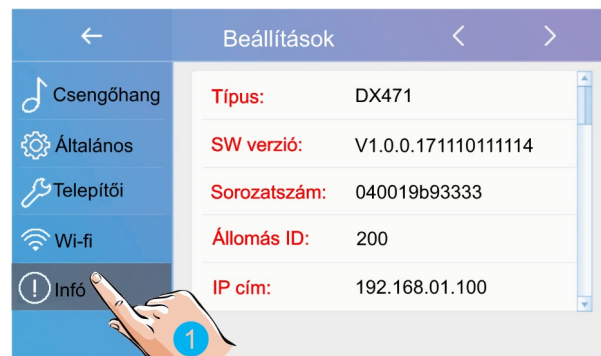 Beállítások
Csengőhang
Általános
Telepítői
Wi-fi
Infó
Típus: DX471
SW verzió: V1.0.0.171110111114
Sorozatszám: 040019b93333
Állomás ID: 200
IP cím: 192.168.01.100
1